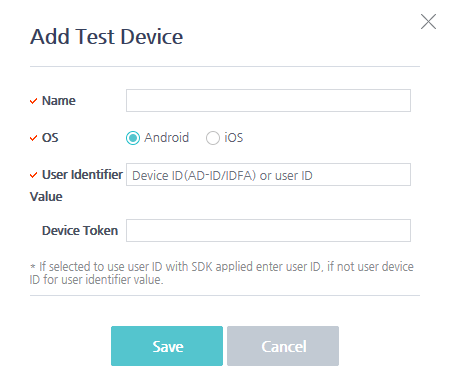 Add Test Device
Name
OS Android iOS
User Identifier Device ID(AD-ID/IDFA) or user ID
Value
Device Token
* If selected to use user ID with SDK applied enter user ID, if not user device
ID for user identifier value.
Save Cancel